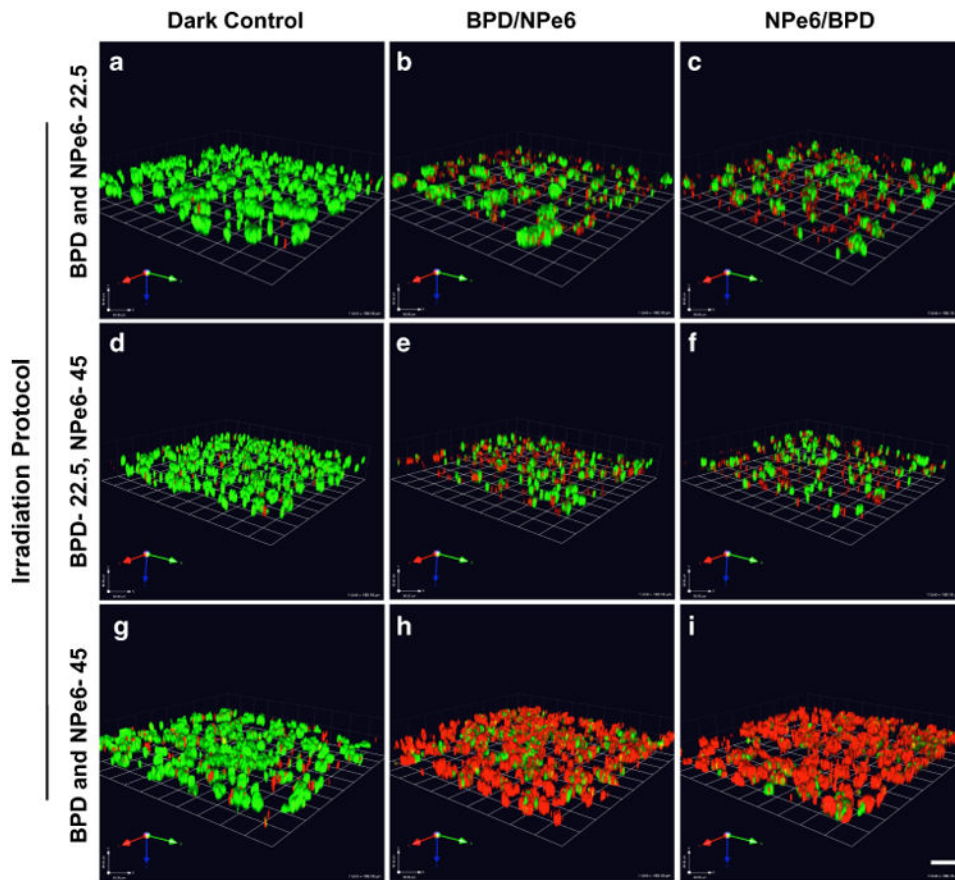 Dark Control
BPD/NPe6
NPe6/BPD
Irradiation Protocol
BPD and NPe6- 22.5
a
b
c
BPD- 22.5, NPe6- 45
d
e
f
BPD and NPe6- 45
g
h
i